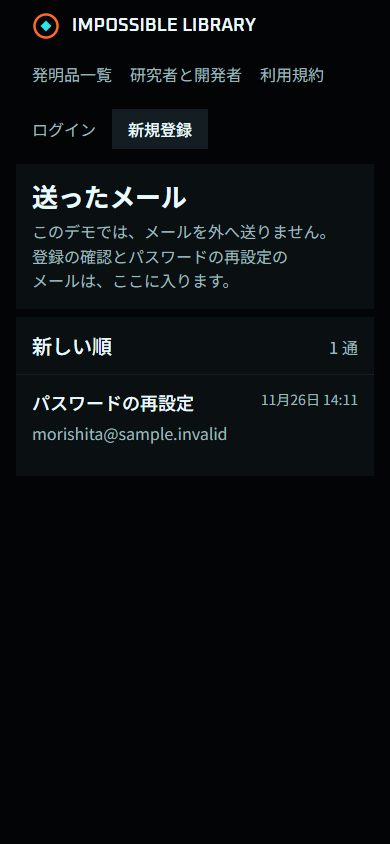 IMPOSSIBLE LIBRARY
発明品一覧 研究者と開発者 利用規約
ログイン 新規登録
送ったメール
このデモでは、メールを外へ送りません。
登録の確認とパスワードの再設定の
メールは、ここに入ります。
新しい順 1 通
パスワードの再設定 11月26日 14:11
morishita@sample.invalid